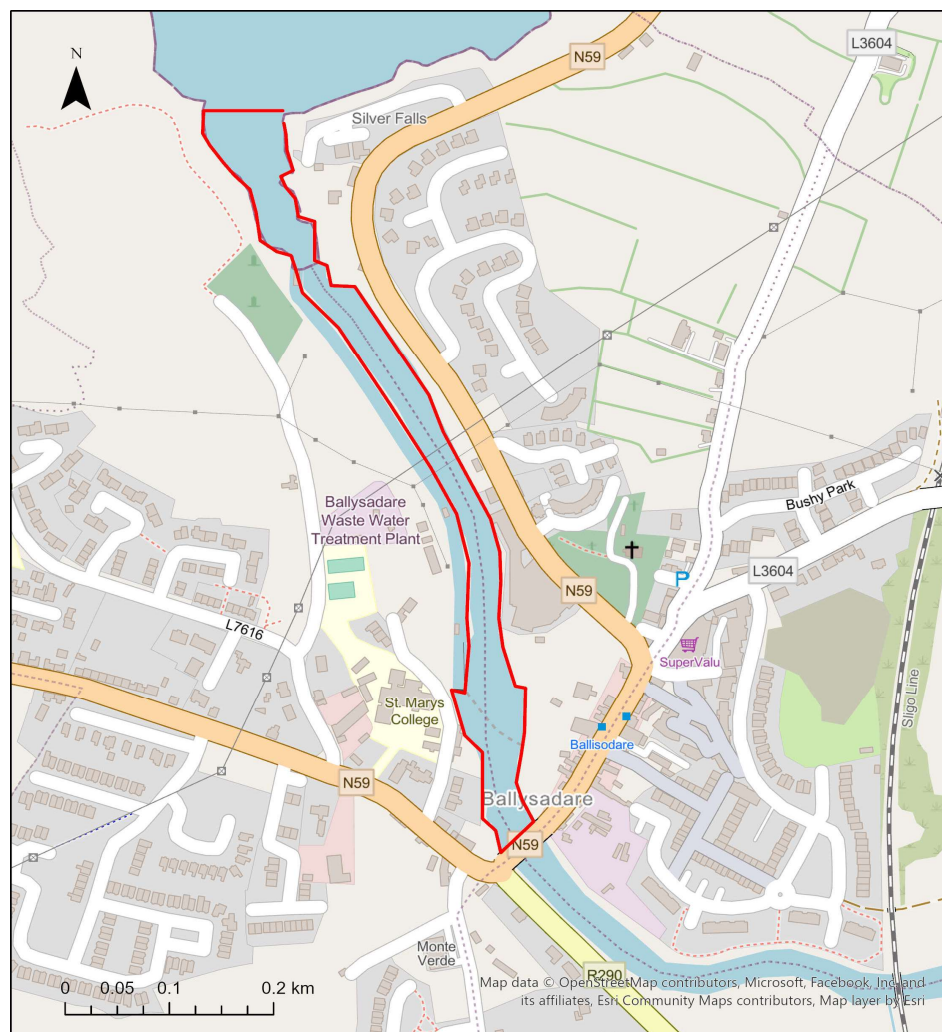 N59
L3604
N
Silver Falls
Ballysadare
Waste Water
Treatment Plant
Bushy Park
L3604
N59
P
L7616
SuperValu
Sligo Line
St. Marys
College
Ballisodare
N59
Ballysadare
N59
Monte
Verde
R290
Map data © OpenStreetMap contributors, Microsoft, Facebook, Inc. and
its affiliates, Esri Community Maps contributors, Map layer by Esri
0 0.05 0.1 0.2 km